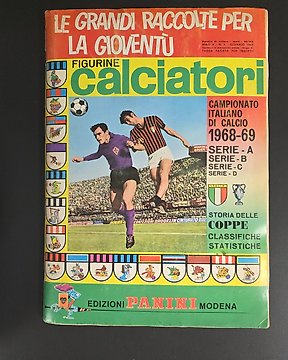 LE GRANDI RACCOLTE PER
LA GIOVENTÙ
FIGURINE
calciatori
CAMPIONATO
ITALIANO
DI CALCIO
1968-69
SERIE - A
SERIE - B
SERIE - C
SERIE - D
STORIA DELLE
COPPE
CLASSIFICHE
STATISTICHE
EDIZIONI PANINI MODENA